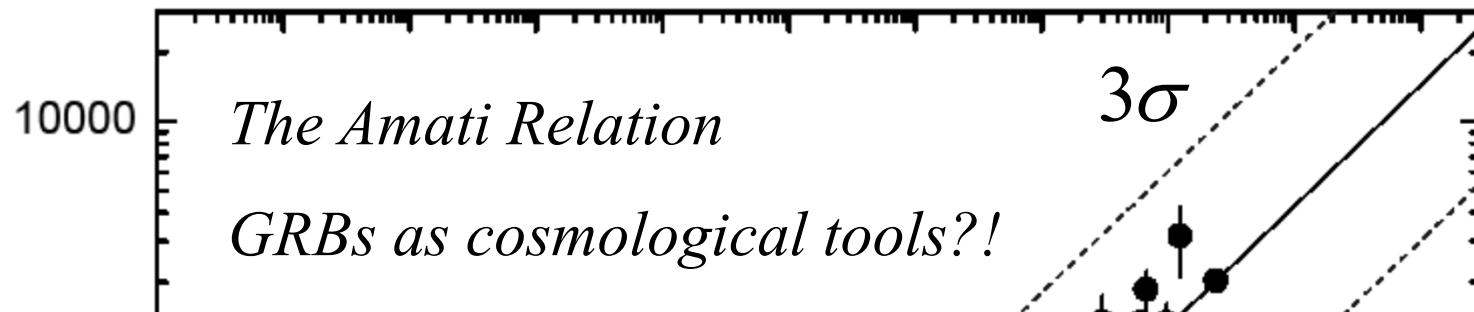 3σ
10000
The Amati Relation
GRBs as cosmological tools?!